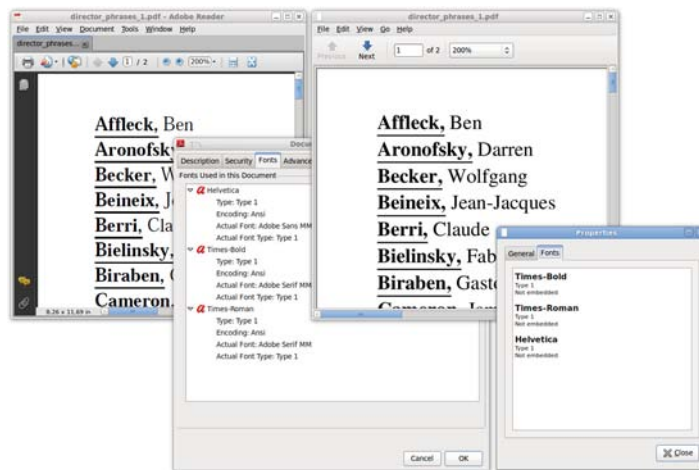 director_phrases_1.pdf - Adobe Reader
File Edit View Document Tools Window Help
director_phrases_...
1 / 2
200%
Affleck, Ben
Aronofsky,
Becker, W
Beineix, J
Berri, Cla
Bielinsky,
Biraben,
Cameron,
8.26 x 11.69 in
Docu
Description Security Fonts Advance
Fonts Used in this Document
Helvetica
Type: Type 1
Encoding: Ansi
Actual Font: Adobe Sans MM
Actual Font Type: Type 1
Times-Bold
Type: Type 1
Encoding: Ansi
Actual Font: Adobe Serif MM
Actual Font Type: Type 1
Times-Roman
Type: Type 1
Encoding: Ansi
Actual Font: Adobe Serif MM
Actual Font Type: Type 1
Cancel OK
director_phrases_1.pdf
File Edit View Go Help
Previous Next 1 of 2 200%
Affleck, Ben
Aronofsky, Darren
Becker, Wolfgang
Beineix, Jean-Jacques
Berri, Claude
Bielinsky, Fab
Biraben, Gasto
Cameron, Jam
Properties
General Fonts
Times-Bold
Type 1
Not embedded
Times-Roman
Type 1
Not embedded
Helvetica
Type 1
Not embedded
Close